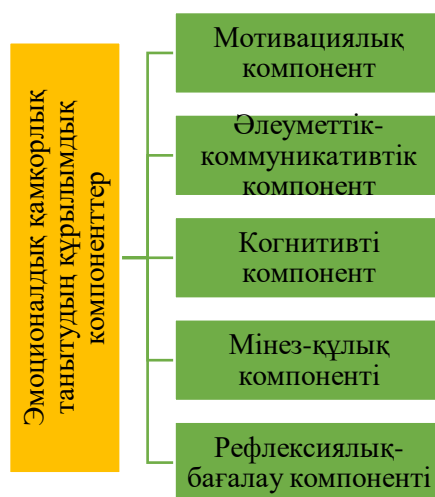 Эмоционалдық қамқорлық
танытудың құрылымдық
компоненттер
Мотивациялық
компонент
Әлеуметтік-
коммуникативтік
компонент
Когнитивті
компонент
Мінез-құлық
компоненті
Рефлексиялық-
бағалау компоненті